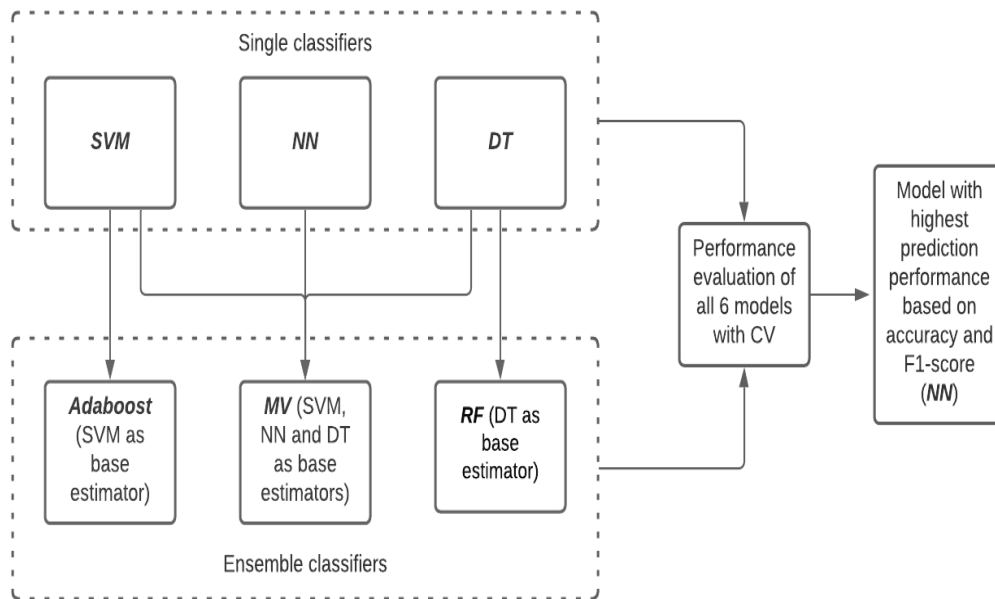 Single classifiers
SVM
NN
DT
Performance
evaluation of
all 6 models
with CV
Model with
highest
prediction
performance
based on
accuracy and
F1-score
(NN)
Adaboost
(SVM as
base
estimator)
MV (SVM,
NN and DT
as base
estimators)
RF (DT as
base
estimator)
Ensemble classifiers